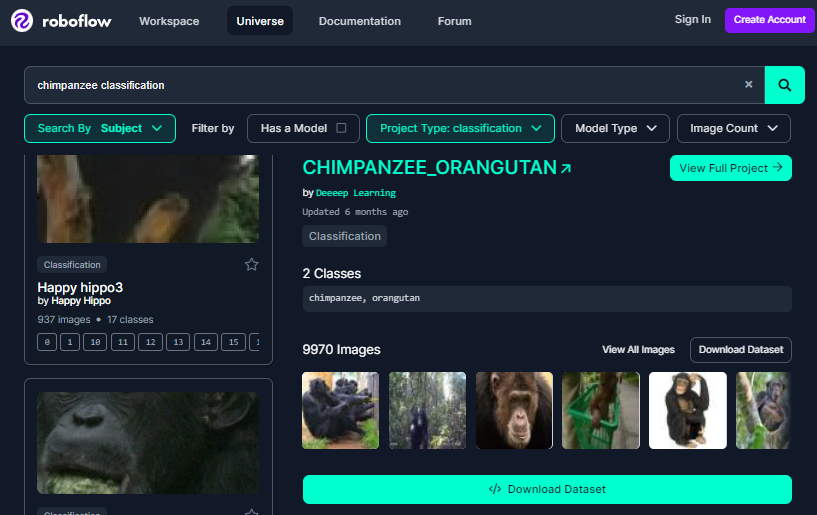 roboflow Workspace Universe Documentation Forum Sign In Create Account
chimpanzee classification
Search By Subject Filter by Has a Model Project Type: classification Model Type Image Count
Classification
Happy hippo3
by Happy Hippo
937 images • 17 classes
0 1 10 11 12 13 14 15
Classification
CHIMPANZEE_ORANGUTAN
View Full Project
by Deeeep Learning
Updated 6 months ago
Classification
2 Classes
chimpanzee, orangutan
9970 Images View All Images Download Dataset
</> Download Dataset